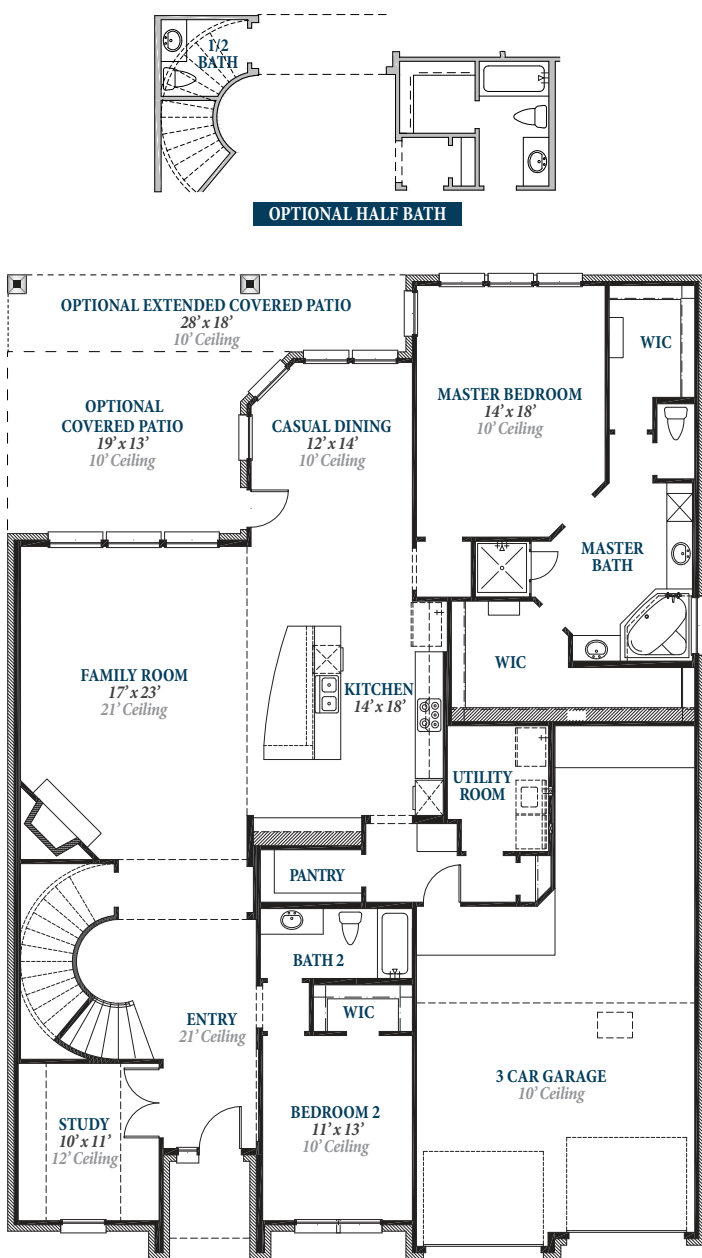 1/2
BATH
OPTIONAL HALF BATH
OPTIONAL EXTENDED COVERED PATIO
28' x 18'
10' Ceiling
WIC
MASTER BEDROOM
14' x 18'
10' Ceiling
OPTIONAL
COVERED PATIO
19' x 13'
10' Ceiling
CASUAL DINING
12' x 14'
10' Ceiling
MASTER
BATH
FAMILY ROOM
17' x 23'
21' Ceiling
KITCHEN
14' x 18'
WIC
UTILITY
ROOM
PANTRY
BATH 2
WIC
ENTRY
21' Ceiling
3 CAR GARAGE
10' Ceiling
STUDY
10' x 11'
12' Ceiling
BEDROOM 2
11' x 13'
10' Ceiling